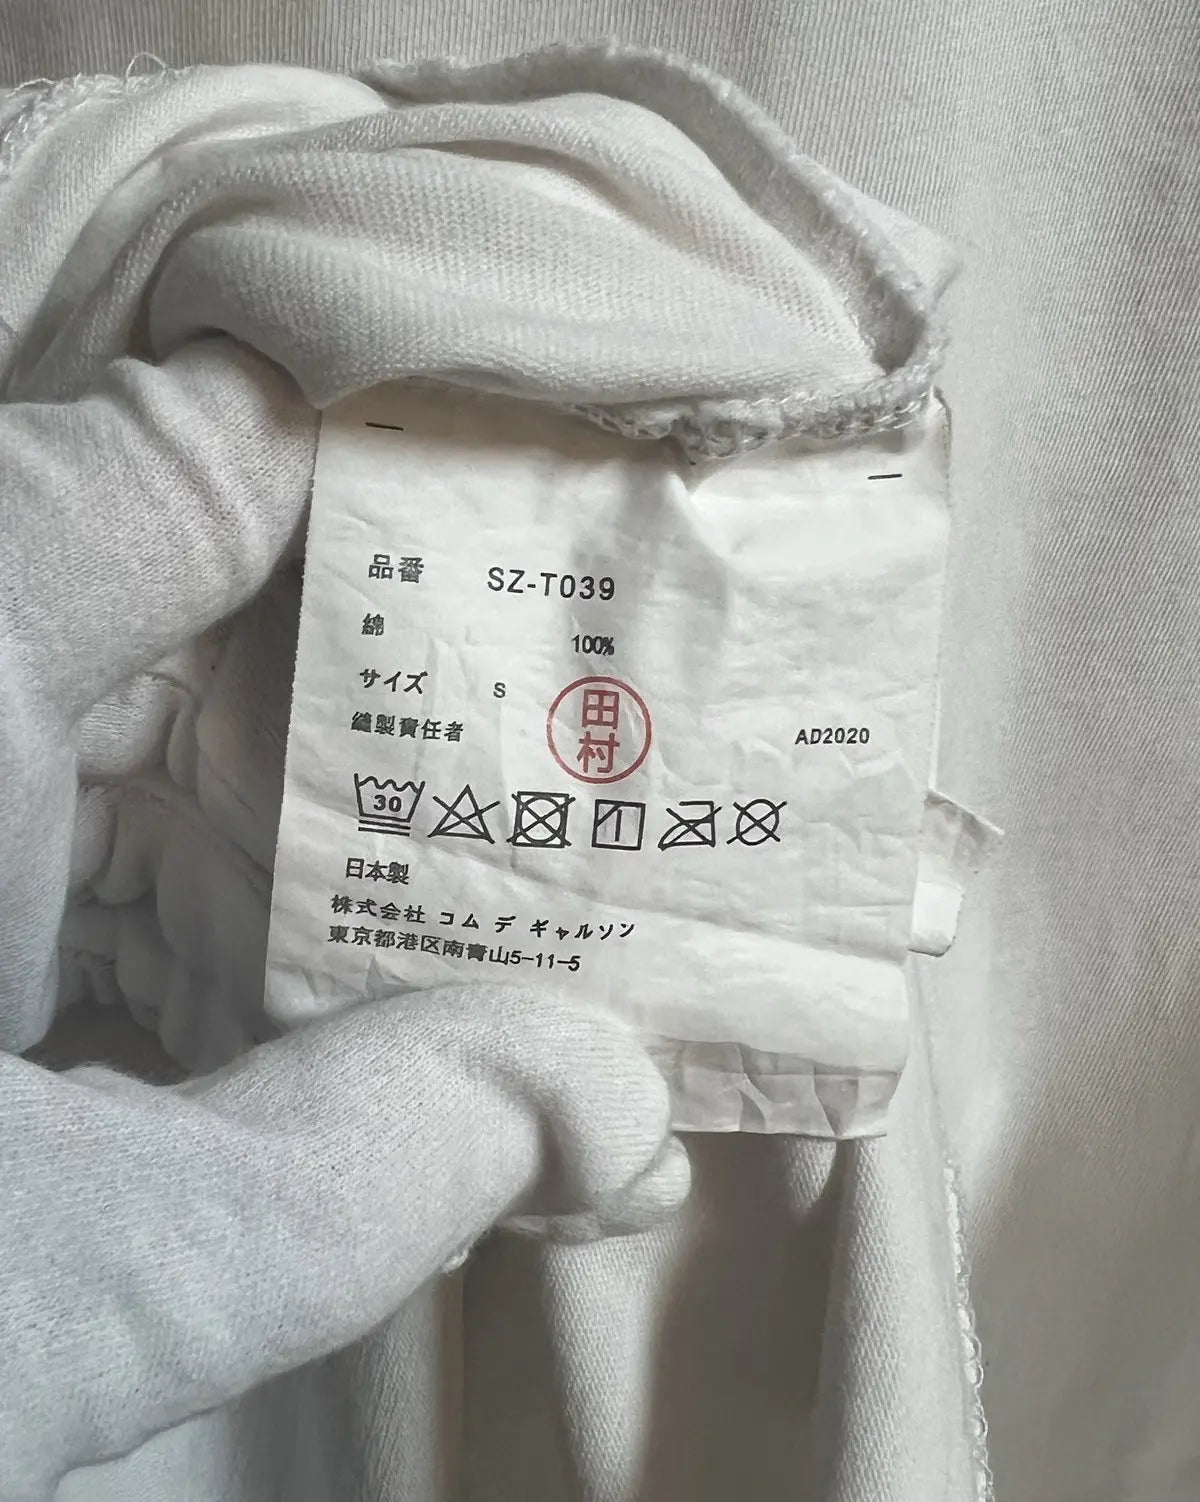 品番 SZ-T039
綿 100%
サイズ S
縫製責任者 田村 AD2020
30
日本製
株式会社 コム デ ギャルソン
東京都港区南青山5-11-5